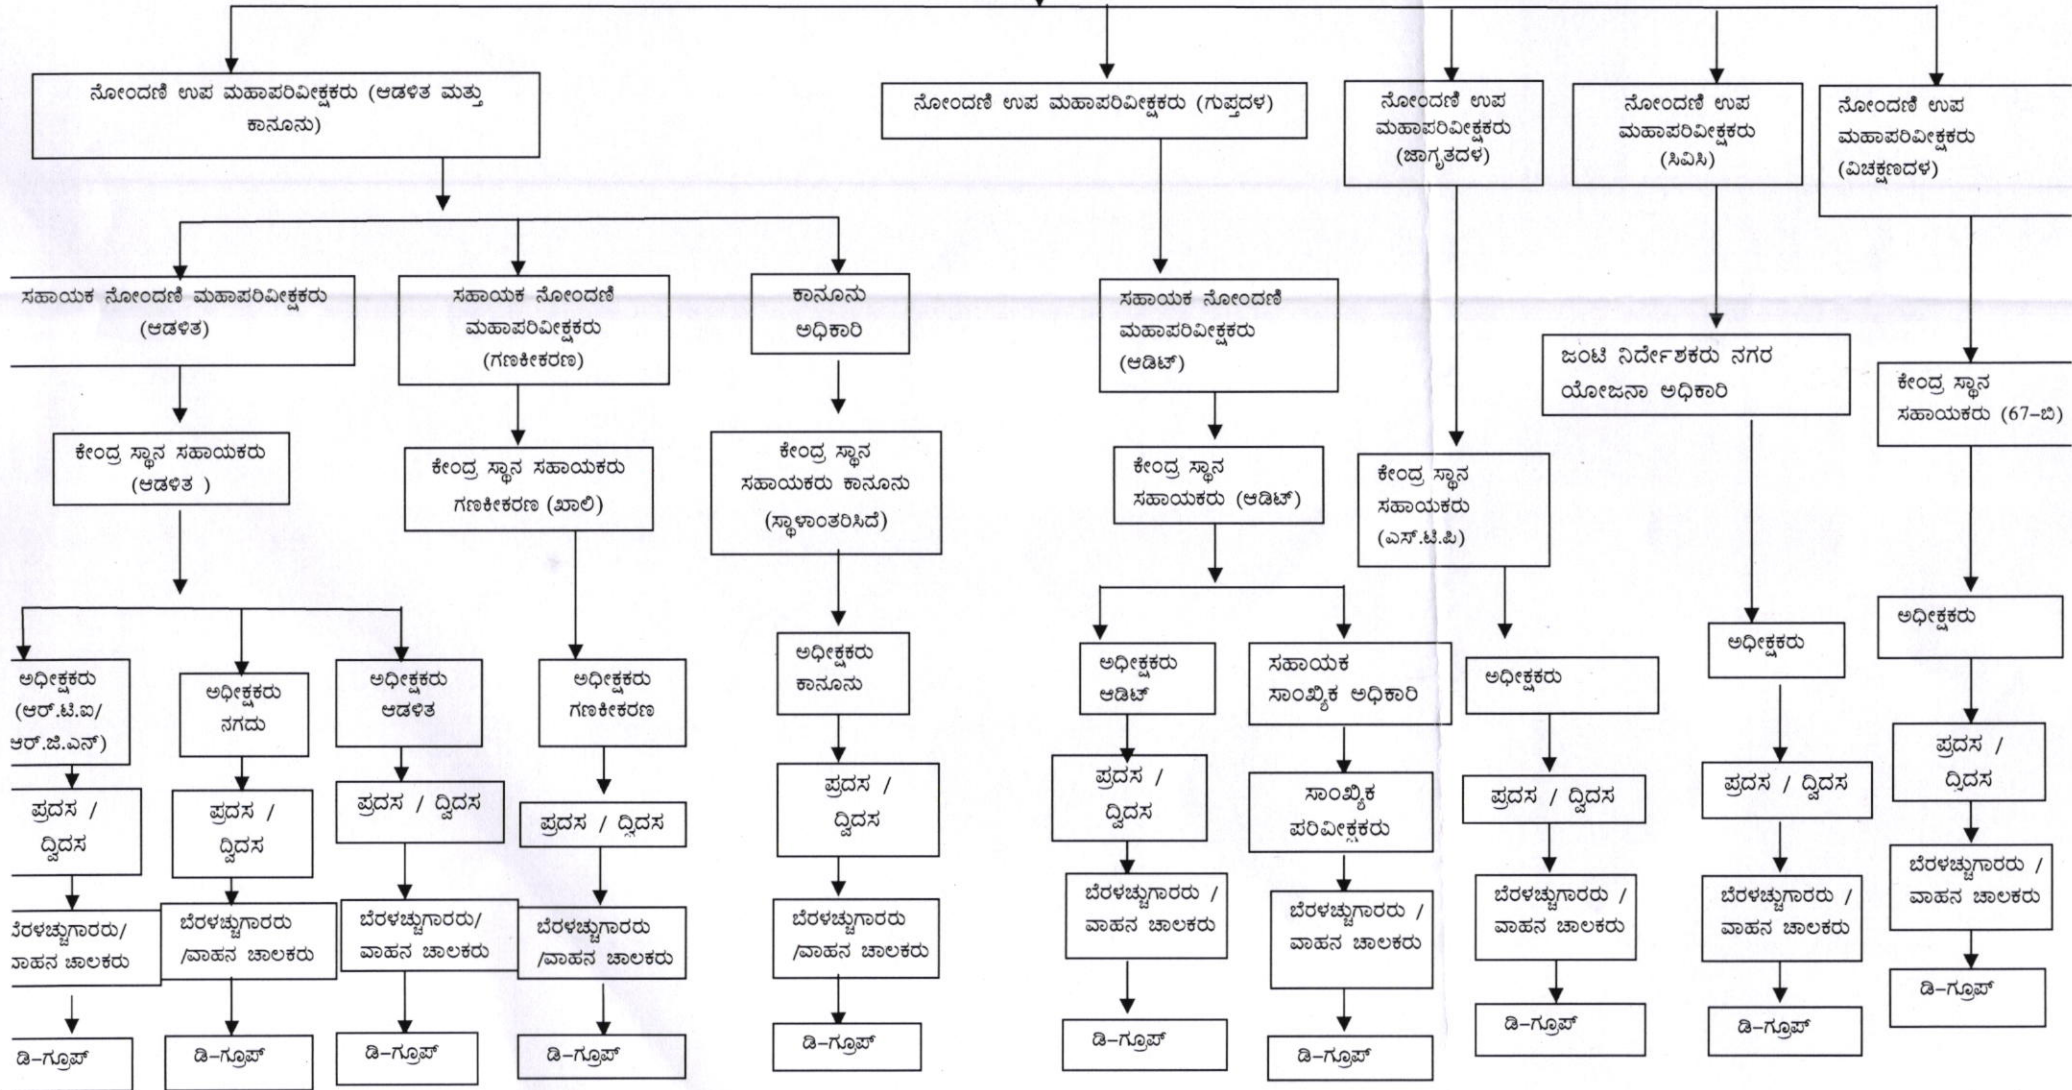 ನೋಂದಣಿ ಉಪ ಮಹಾಪರಿವೀಕ್ಷಕರು (ಆಡಳಿತ ಮತ್ತು
ಕಾನೂನು)
ನೋಂದಣಿ ಉಪ ಮಹಾಪರಿವೀಕ್ಷಕರು (ಗುಪ್ತದಳ)
ನೋಂದಣಿ ಉಪ
ಮಹಾಪರಿವೀಕ್ಷಕರು
(ಜಾಗೃತದಳ)
ನೋಂದಣಿ ಉಪ
ಮಹಾಪರಿವೀಕ್ಷಕರು
(ಸಿವಿಸಿ)
ನೋಂದಣಿ ಉಪ
ಮಹಾಪರಿವೀಕ್ಷಕರು
(ವಿಚಕ್ಷಣದಳ)
ಸಹಾಯಕ ನೋಂದಣಿ ಮಹಾಪರಿವೀಕ್ಷಕರು
(ಆಡಳಿತ)
ಸಹಾಯಕ ನೋಂದಣಿ
ಮಹಾಪರಿವೀಕ್ಷಕರು
(ಗಣಕೀಕರಣ)
ಕಾನೂನು
ಅಧಿಕಾರಿ
ಸಹಾಯಕ ನೋಂದಣಿ
ಮಹಾಪರಿವೀಕ್ಷಕರು
(ಆಡಿಟ್)
ಜಂಟಿ ನಿರ್ದೇಶಕರು ನಗರ
ಯೋಜನಾ ಅಧಿಕಾರಿ
ಕೇಂದ್ರ ಸ್ಥಾನ
ಸಹಾಯಕರು (67-ಬಿ)
ಕೇಂದ್ರ ಸ್ಥಾನ ಸಹಾಯಕರು
(ಆಡಳಿತ )
ಕೇಂದ್ರ ಸ್ಥಾನ ಸಹಾಯಕರು
ಗಣಕೀಕರಣ (ಖಾಲಿ)
ಕೇಂದ್ರ ಸ್ಥಾನ
ಸಹಾಯಕರು ಕಾನೂನು
(ಸ್ಥಾಳಾಂತರಿಸಿದೆ)
ಕೇಂದ್ರ ಸ್ಥಾನ
ಸಹಾಯಕರು (ಆಡಿಟ್)
ಕೇಂದ್ರ ಸ್ಥಾನ
ಸಹಾಯಕರು
(ಎಸ್.ಟಿ.ಪಿ)
ಅಧೀಕ್ಷಕರು
(ಆರ್.ಟಿ.ಐ/
ಆರ್.ಜಿ.ಎನ್)
ಅಧೀಕ್ಷಕರು
ನಗದು
ಅಧೀಕ್ಷಕರು
ಆಡಳಿತ
ಅಧೀಕ್ಷಕರು
ಗಣಕೀಕರಣ
ಅಧೀಕ್ಷಕರು
ಕಾನೂನು
ಅಧೀಕ್ಷಕರು
ಆಡಿಟ್
ಸಹಾಯಕ
ಸಾಂಖ್ಯಿಕ ಅಧಿಕಾರಿ
ಅಧೀಕ್ಷಕರು
ಅಧೀಕ್ಷಕರು
ಅಧೀಕ್ಷಕರು
ಪ್ರದಸ /
ದ್ವಿದಸ
ಪ್ರದಸ /
ದ್ವಿದಸ
ಪ್ರದಸ / ದ್ವಿದಸ
ಪ್ರದಸ / ದ್ವಿದಸ
ಪ್ರದಸ /
ದ್ವಿದಸ
ಪ್ರದಸ /
ದ್ವಿದಸ
ಸಾಂಖ್ಯಿಕ
ಪರಿವೀಕ್ಷಕರು
ಪ್ರದಸ / ದ್ವಿದಸ
ಪ್ರದಸ / ದ್ವಿದಸ
ಪ್ರದಸ /
ದ್ವಿದಸ
ಬೆರಳಚ್ಚುಗಾರರು/
ವಾಹನ ಚಾಲಕರು
ಬೆರಳಚ್ಚುಗಾರರು
/ವಾಹನ ಚಾಲಕರು
ಬೆರಳಚ್ಚುಗಾರರು/
ವಾಹನ ಚಾಲಕರು
ಬೆರಳಚ್ಚುಗಾರರು
/ವಾಹನ ಚಾಲಕರು
ಬೆರಳಚ್ಚುಗಾರರು
/ವಾಹನ ಚಾಲಕರು
ಬೆರಳಚ್ಚುಗಾರರು /
ವಾಹನ ಚಾಲಕರು
ಬೆರಳಚ್ಚುಗಾರರು /
ವಾಹನ ಚಾಲಕರು
ಬೆರಳಚ್ಚುಗಾರರು /
ವಾಹನ ಚಾಲಕರು
ಬೆರಳಚ್ಚುಗಾರರು /
ವಾಹನ ಚಾಲಕರು
ಬೆರಳಚ್ಚುಗಾರರು /
ವಾಹನ ಚಾಲಕರು
ಡಿ-ಗ್ರೂಪ್
ಡಿ-ಗ್ರೂಪ್
ಡಿ-ಗ್ರೂಪ್
ಡಿ-ಗ್ರೂಪ್
ಡಿ-ಗ್ರೂಪ್
ಡಿ-ಗ್ರೂಪ್
ಡಿ-ಗ್ರೂಪ್
ಡಿ-ಗ್ರೂಪ್
ಡಿ-ಗ್ರೂಪ್
ಡಿ-ಗ್ರೂಪ್